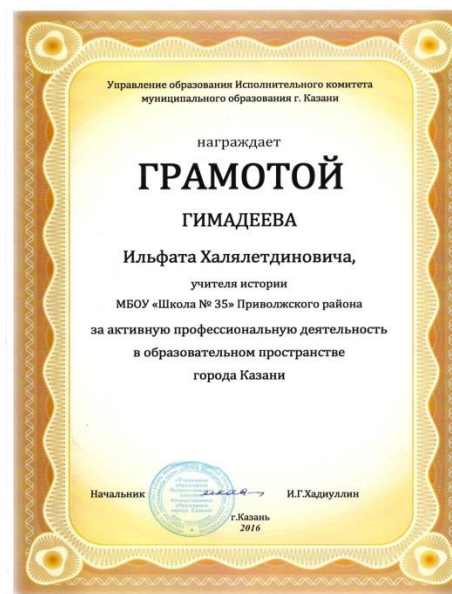 Управление образования Исполнительного комитета
муниципального образования г. Казани
награждает
ГРАМОТОЙ
ГИМАДЕЕВА
Ильфата Халялетдиновича,
учителя истории
МБОУ «Школа № 35» Приволжского района
за активную профессиональную деятельность
в образовательном пространстве
города Казани
Начальник И.Г.Хадиуллин
г.Казань
2016